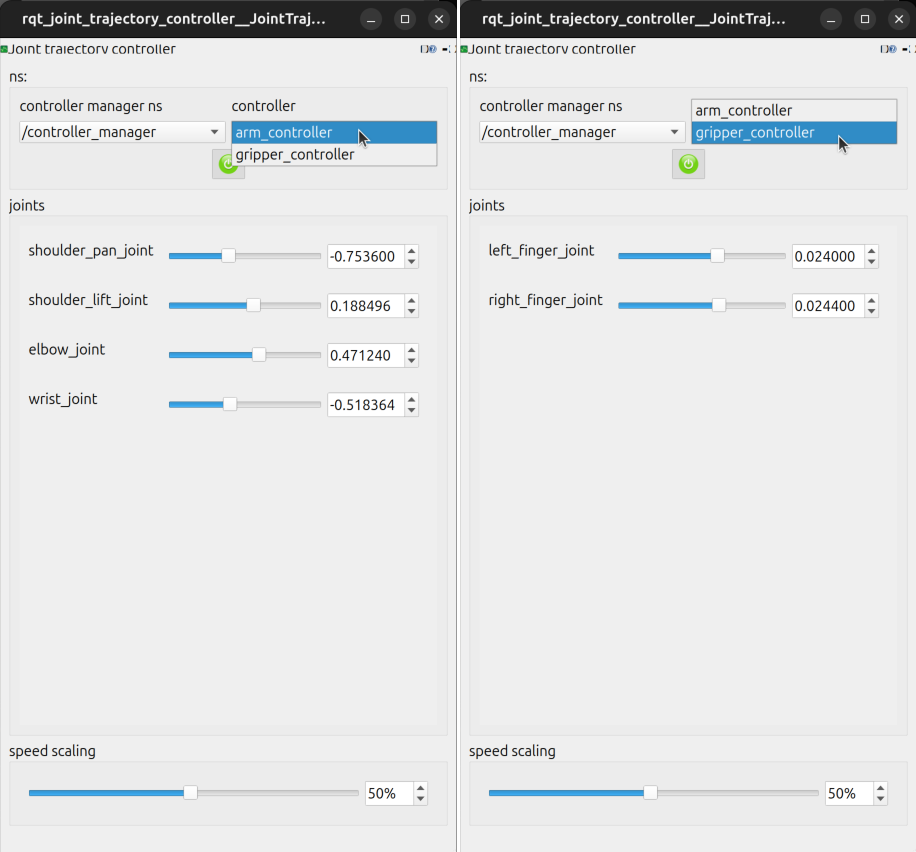 rqt_joint_trajectory_controller__JointTraj...
Joint trajectory controller
ns:
controller manager ns
controller
/controller_manager
arm_controller
gripper_controller
joints
shoulder_pan_joint
-0.753600
shoulder_lift_joint
0.188496
elbow_joint
0.471240
wrist_joint
-0.518364
speed scaling
50%
rqt_joint_trajectory_controller__JointTraj...
Joint trajectory controller
ns:
controller manager ns
/controller_manager
arm_controller
gripper_controller
joints
left_finger_joint
0.024000
right_finger_joint
0.024400
speed scaling
50%